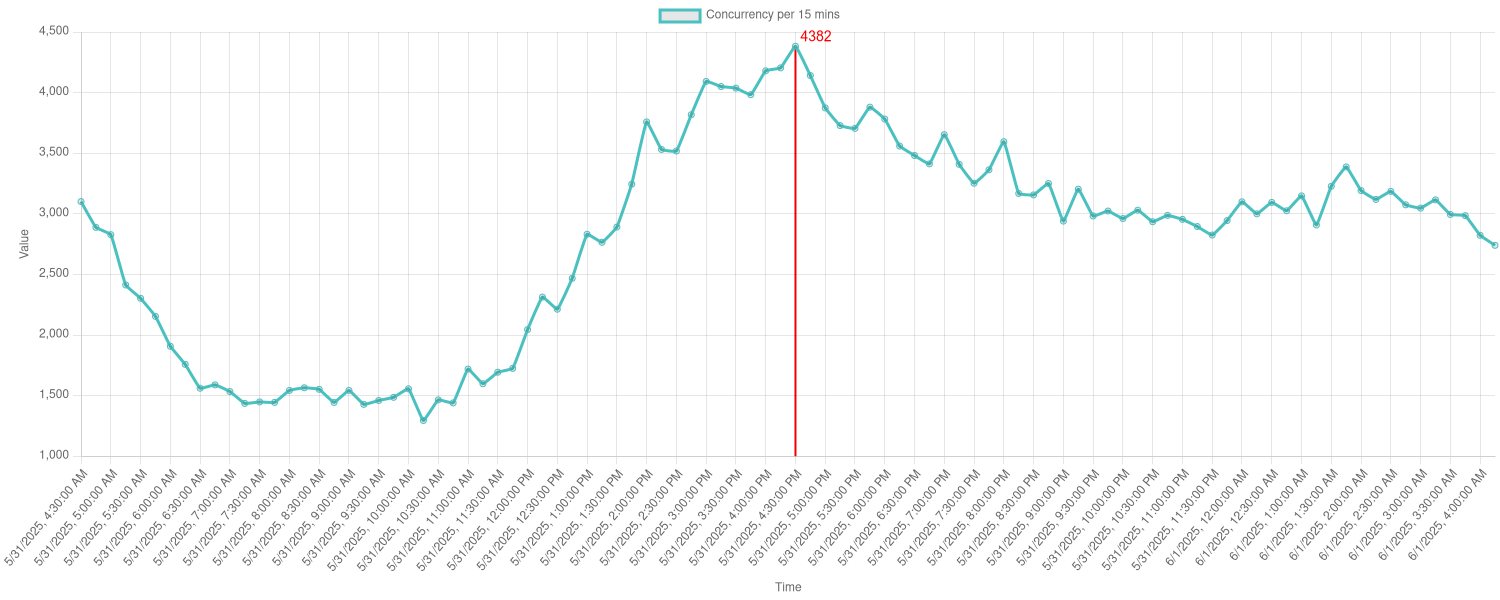 Concurrency per 15 mins
4382
4,500
4,000
3,500
3,000
2,500
2,000
1,500
1,000
Value
5/31/2025, 4:30:00 AM
5/31/2025, 5:00:00 AM
5/31/2025, 5:30:00 AM
5/31/2025, 6:00:00 AM
5/31/2025, 6:30:00 AM
5/31/2025, 7:00:00 AM
5/31/2025, 7:30:00 AM
5/31/2025, 8:00:00 AM
5/31/2025, 8:30:00 AM
5/31/2025, 9:00:00 AM
5/31/2025, 9:30:00 AM
5/31/2025, 10:00:00 AM
5/31/2025, 10:30:00 AM
5/31/2025, 11:00:00 AM
5/31/2025, 11:30:00 AM
5/31/2025, 12:00:00 PM
5/31/2025, 12:30:00 PM
5/31/2025, 1:00:00 PM
5/31/2025, 1:30:00 PM
5/31/2025, 2:00:00 PM
5/31/2025, 2:30:00 PM
5/31/2025, 3:00:00 PM
5/31/2025, 3:30:00 PM
5/31/2025, 4:00:00 PM
5/31/2025, 4:30:00 PM
5/31/2025, 5:00:00 PM
5/31/2025, 5:30:00 PM
5/31/2025, 6:00:00 PM
5/31/2025, 6:30:00 PM
5/31/2025, 7:00:00 PM
5/31/2025, 7:30:00 PM
5/31/2025, 8:00:00 PM
5/31/2025, 8:30:00 PM
5/31/2025, 9:00:00 PM
5/31/2025, 9:30:00 PM
5/31/2025, 10:00:00 PM
5/31/2025, 10:30:00 PM
5/31/2025, 11:00:00 PM
5/31/2025, 11:30:00 PM
6/1/2025, 12:00:00 AM
6/1/2025, 12:30:00 AM
6/1/2025, 1:00:00 AM
6/1/2025, 1:30:00 AM
6/1/2025, 2:00:00 AM
6/1/2025, 2:30:00 AM
6/1/2025, 3:00:00 AM
6/1/2025, 3:30:00 AM
6/1/2025, 4:00:00 AM
Time